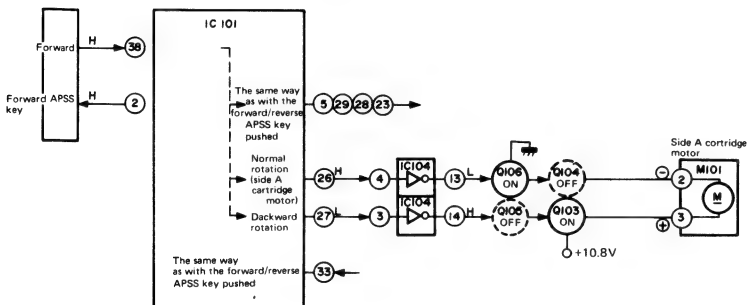 IC 101
Forward
H
38
Forward APSS
key
H
2
The same way
as with the
forward/reverse
APSS key
pushed
5 29 28 23
Normal
rotation
(side A
cartridge
motor)
26
H
4
IC104
13
L
Q106
ON
Q104
OFF
Side A cortridge
motor
M101
⊖
2
M
Dackward
rotation
27
L
3
IC104
14
H
Q105
OFF
Q103
ON
⊕
3
+10.8V
The same way
as with the forward/reverse
APSS key pushed
33